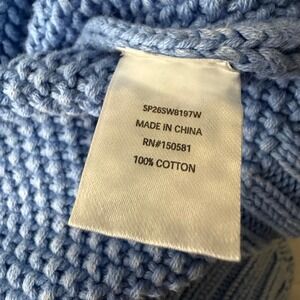 SP26SW8197W
MADE IN CHINA
RN#150581
100% COTTON